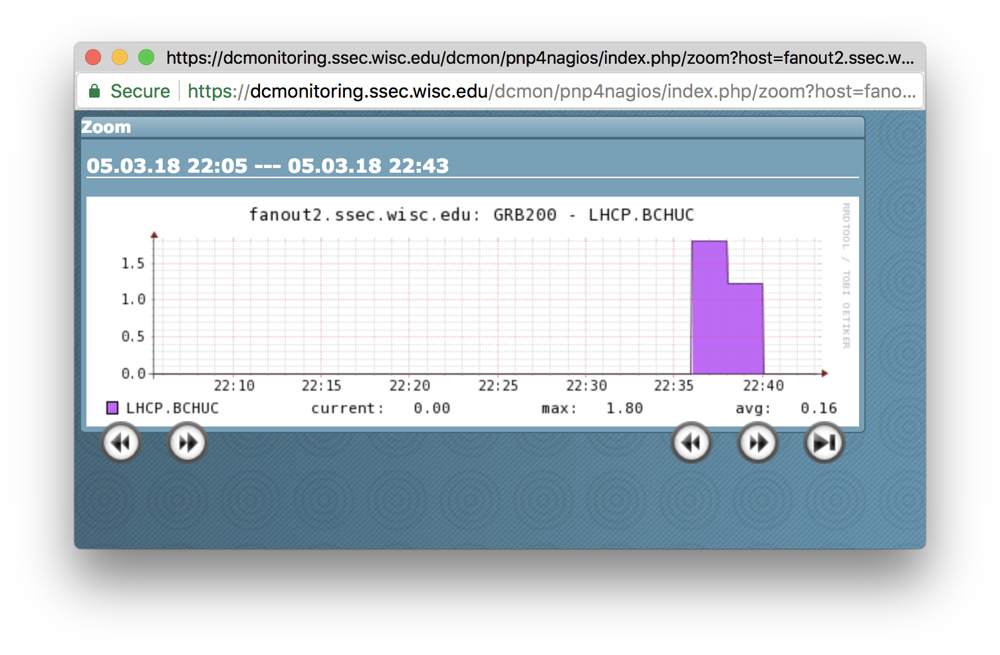 https://dcmonitoring.ssec.wisc.edu/dcmon/pnp4nagios/index.php/zoom?host=fanout2.ssec.w...
Secure https://dcmonitoring.ssec.wisc.edu/dcmon/pnp4nagios/index.php/zoom?host=fano...
Zoom
05.03.18 22:05 --- 05.03.18 22:43
fanout2.ssec.wisc.edu: GRB200 - LHCP.BCHUC
RRDTOOL / TOBI OETIKER
1.5
1.0
0.5
0.0
22:10 22:15 22:20 22:25 22:30 22:35 22:40
LHCP.BCHUC current: 0.00 max: 1.80 avg: 0.16